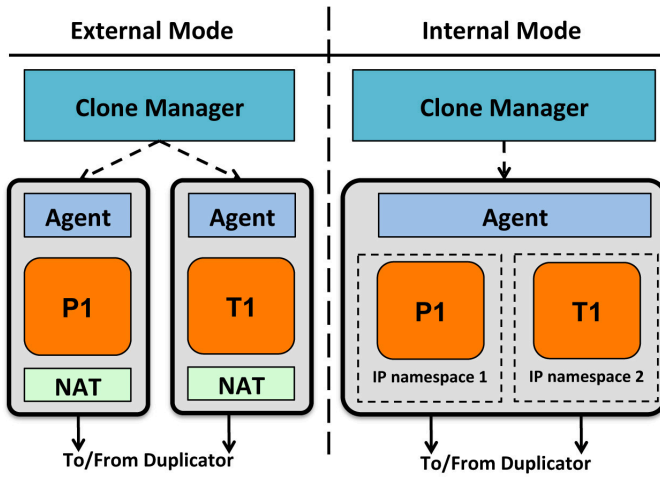 External Mode
Internal Mode
Clone Manager
Clone Manager
Agent
Agent
Agent
P1
T1
P1
T1
IP namespace 1
IP namespace 2
NAT
NAT
To/From Duplicator
To/From Duplicator